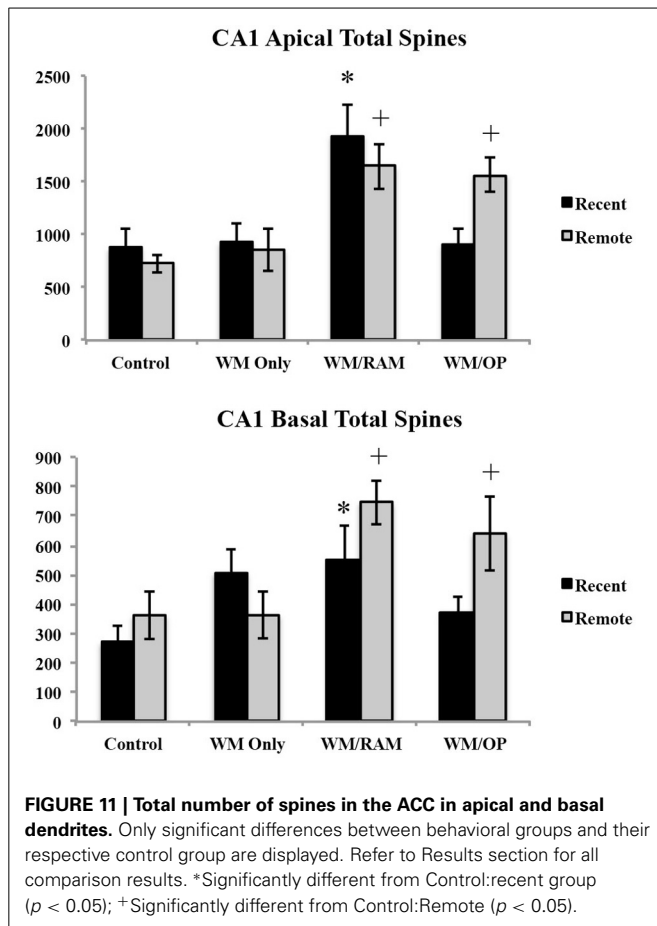 CA1 Apical Total Spines
2500
2000
1500
1000
500
0
*
+
+
Recent
Remote
Control WM Only WM/RAM WM/OP
CA1 Basal Total Spines
900
800
700
600
500
400
300
200
100
0
*
+
+
Recent
Remote
Control WM Only WM/RAM WM/OP
FIGURE 11 | Total number of spines in the ACC in apical and basal
dendrites. Only significant differences between behavioral groups and their
respective control group are displayed. Refer to Results section for all
comparison results. *Significantly different from Control:recent group
(p < 0.05); +Significantly different from Control:Remote (p < 0.05).